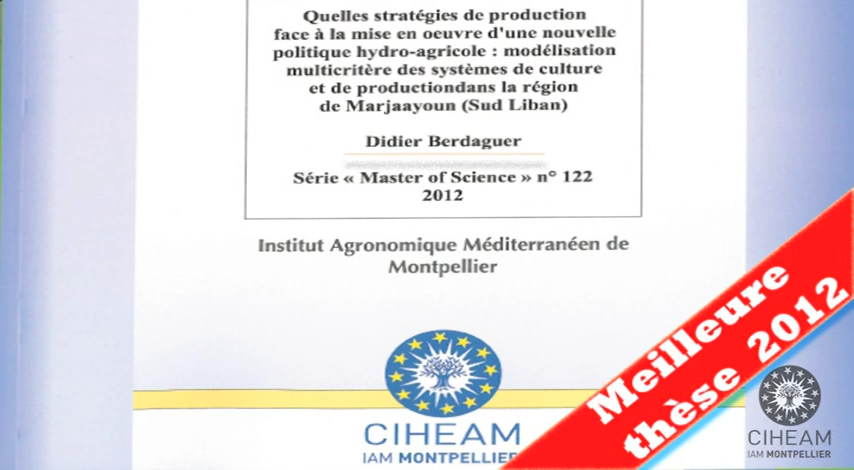 Quelles stratégies de production
face à la mise en oeuvre d'une nouvelle
politique hydro-agricole : modélisation
multicritère des systèmes de culture
et de productiondans la région
de Marjaayoun (Sud Liban)
Didier Berdaguer
Série « Master of Science » n° 122
2012
Institut Agronomique Méditerranéen de
Montpellier
CIHEAM
IAM MONTPELLIER
Meilleure
thèse 2012
CIHEAM
IAM MONTPELLIER